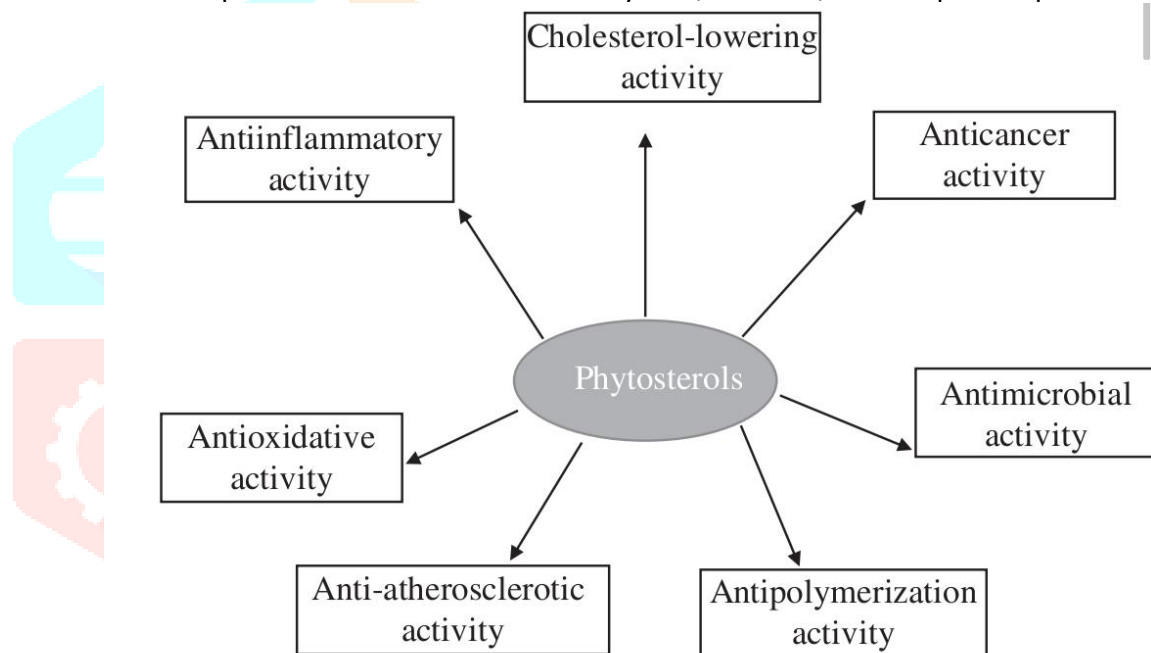 Cholesterol-lowering
activity
Antiinflammatory
activity
Anticancer
activity
Phytosterols
Antimicrobial
activity
Antioxidative
activity
Anti-atherosclerotic
activity
Antipolymerization
activity